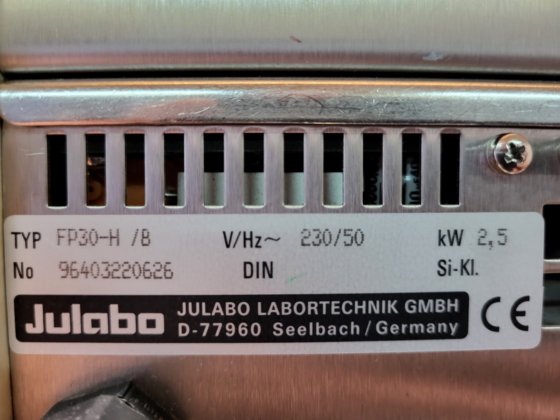 TYP FP30-H /B V/Hz~ 230/50 kW 2,5
No 96403220626 DIN Si-Kl.
Julabo JULABO LABORTECHNIK GMBH
D-77960 Seelbach/Germany CE